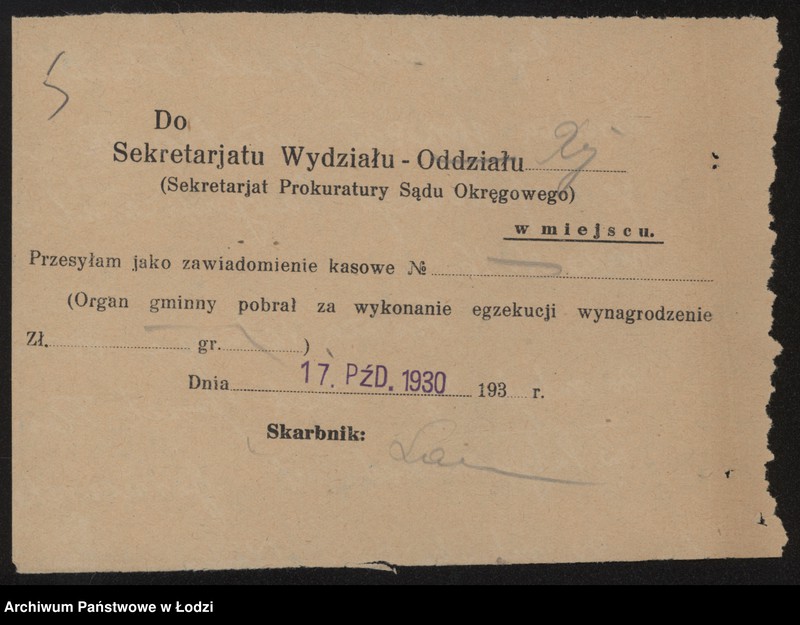 5
Do
Sekretarjatu Wydziału - Oddziału
(Sekretarjat Prokuratury Sądu Okręgowego)
w miejscu.
Przesyłam jako zawiadomienie kasowe №
(Organ gminny pobrał za wykonanie egzekucji wynagrodzenie
Zł. gr. )
Dnia 17. PŹD. 1930 193 r.
Skarbnik:
Archiwum Państwowe w Łodzi